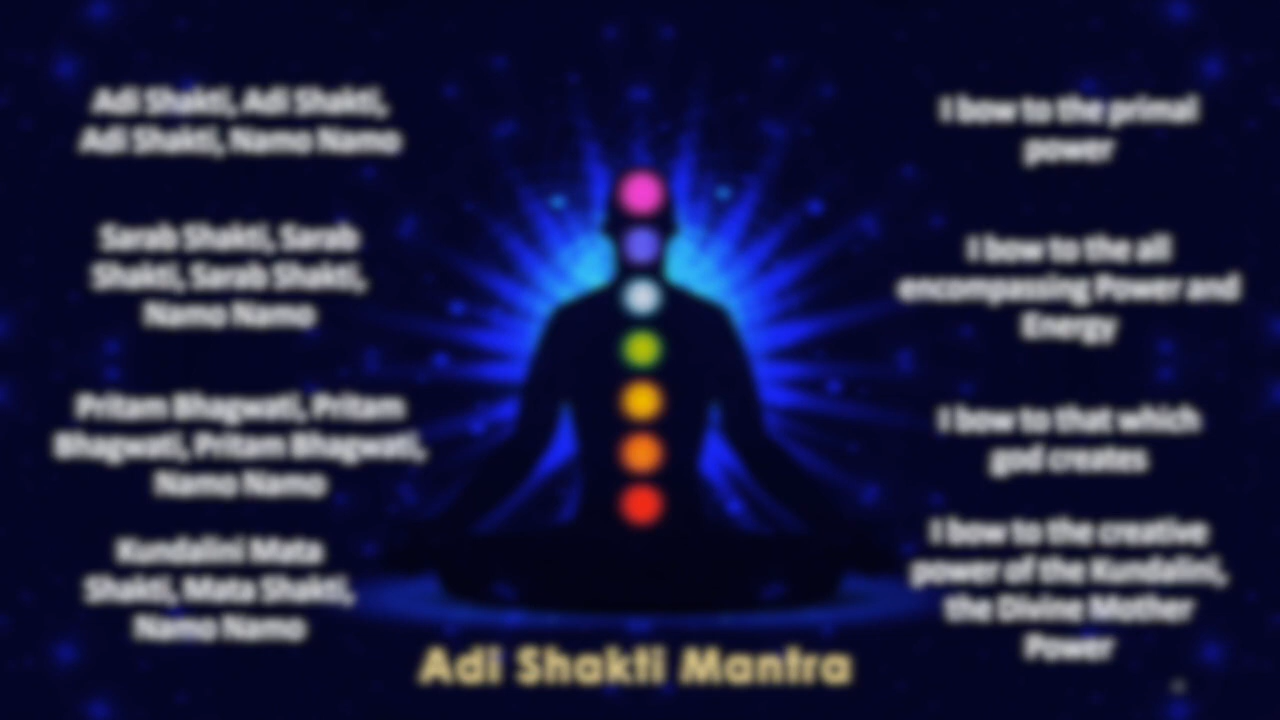 Adi Shakti, Adi Shakti,
Adi Shakti, Namo Namo
Sarab Shakti, Sarab
Shakti, Sarab Shakti,
Namo Namo
Pritam Bhagwati, Pritam
Bhagwati, Pritam Bhagwati,
Namo Namo
Kundalini Mata
Shakti, Mata Shakti,
Namo Namo
I bow to the primal
power
I bow to the all
encompassing Power and
Energy
I bow to that which
god creates
I bow to the creative
power of the Kundalini,
the Divine Mother
Power
Adi Shakti Mantra